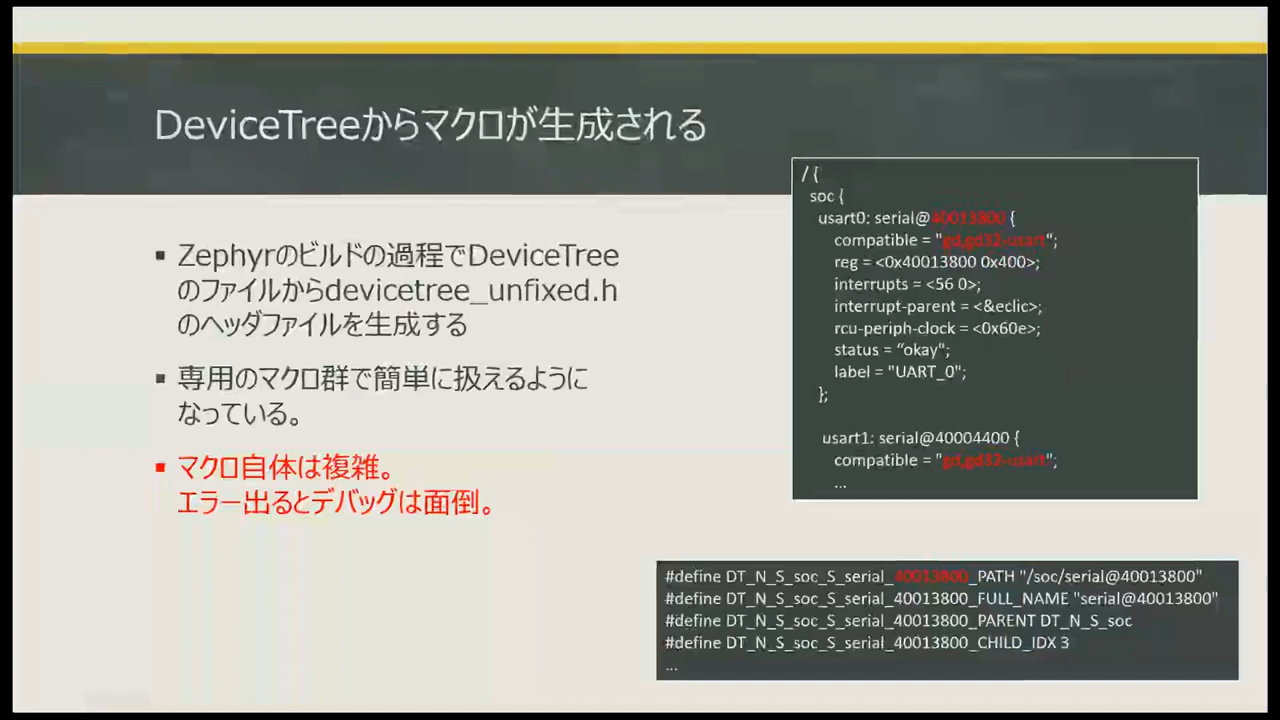 DeviceTreeからマクロが生成される
▪ Zephyrのビルドの過程でDeviceTree
のファイルからdevicetree_unfixed.h
のヘッダファイルを生成する
▪ 専用のマクロ群で簡単に扱えるように
なっている。
▪ マクロ自体は複雑。
エラー出るとデバッグは面倒。
/ {
soc {
usart0: serial@40013800 {
compatible = "gd,gd32-usart";
reg = <0x40013800 0x400>;
interrupts = <56 0>;
interrupt-parent = <&eclic>;
rcu-periph-clock = <0x60e>;
status = “okay";
label = "UART_0";
};
usart1: serial@40004400 {
compatible = "gd,gd32-usart";
...
#define DT_N_S_soc_S_serial_40013800_PATH "/soc/serial@40013800"
#define DT_N_S_soc_S_serial_40013800_FULL_NAME "serial@40013800"
#define DT_N_S_soc_S_serial_40013800_PARENT DT_N_S_soc
#define DT_N_S_soc_S_serial_40013800_CHILD_IDX 3
...